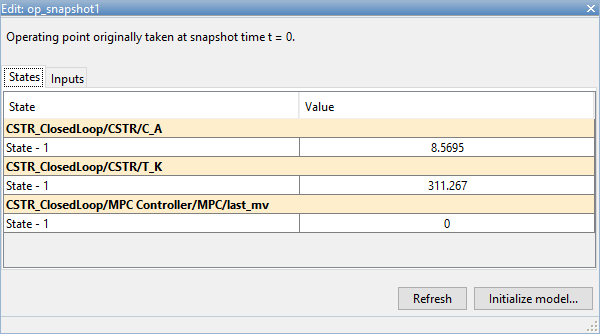 Edit: op_snapshot1
Operating point originally taken at snapshot time t = 0.
States Inputs
State Value
CSTR_ClosedLoop/CSTR/C_A
State - 1 8.5695
CSTR_ClosedLoop/CSTR/T_K
State - 1 311.267
CSTR_ClosedLoop/MPC Controller/MPC/last_mv
State - 1 0
Refresh Initialize model...